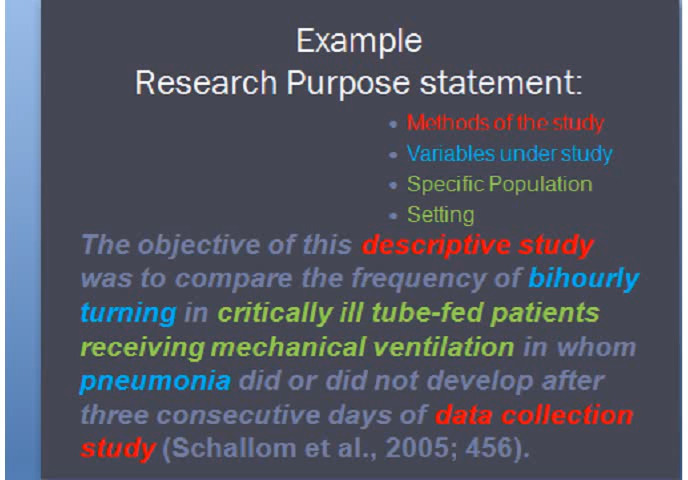 Example
Research Purpose statement:
• Methods of the study
• Variables under study
• Specific Population
• Setting
The objective of this descriptive study
was to compare the frequency of bihourly
turning in critically ill tube-fed patients
receiving mechanical ventilation in whom
pneumonia did or did not develop after
three consecutive days of data collection
study (Schallom et al., 2005; 456).